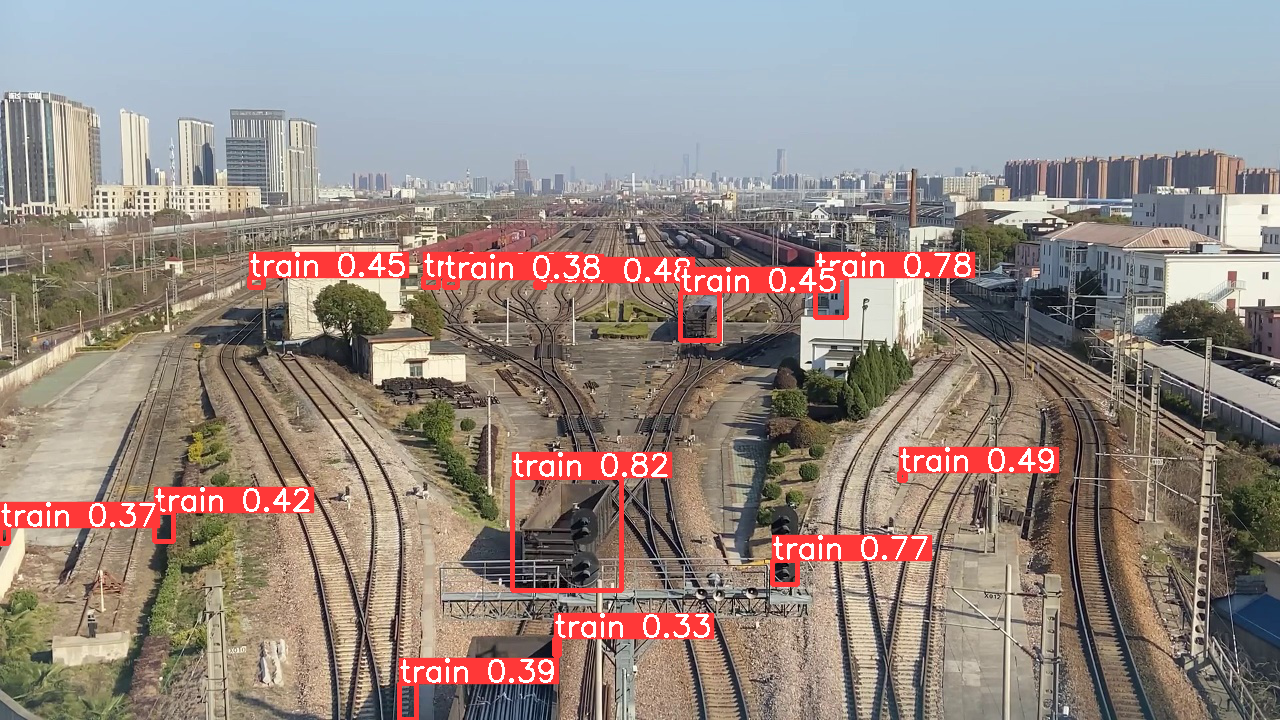 train 0.45
train 0.38
0.48
train 0.45
train 0.78
train 0.82
train 0.49
train 0.42
train 0.37
train 0.77
train 0.33
train 0.39